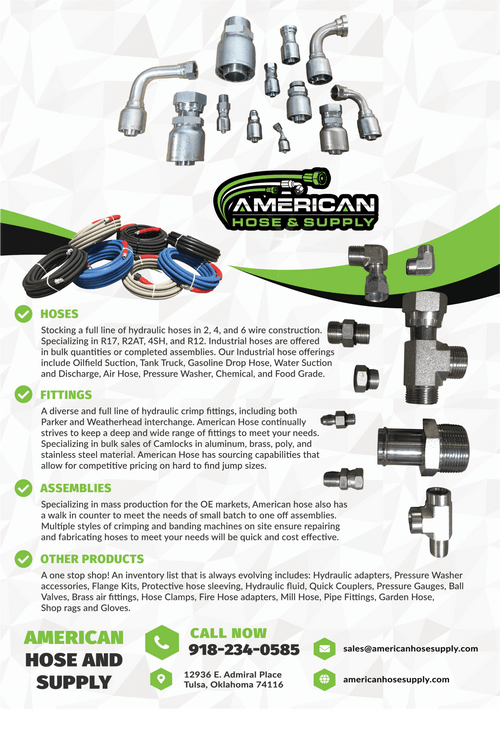 AMERICAN
HOSE & SUPPLY
HOSES
Stocking a full line of hydraulic hoses in 2, 4, and 6 wire construction.
Specializing in R17, R2AT, 4SH, and R12. Industrial hoses are offered
in bulk quantities or completed assemblies. Our Industrial hose offerings
include Oilfield Suction, Tank Truck, Gasoline Drop Hose, Water Suction
and Discharge, Air Hose, Pressure Washer, Chemical, and Food Grade.
FITTINGS
A diverse and full line of hydraulic crimp fittings, including both
Parker and Weatherhead interchange. American Hose continually
strives to keep a deep and wide range of fittings to meet your needs.
Specializing in bulk sales of Camlocks in aluminum, brass, poly, and
stainless steel material. American Hose has sourcing capabilities that
allow for competitive pricing on hard to find jump sizes.
ASSEMBLIES
Specializing in mass production for the OE markets, American hose also has
a walk in counter to meet the needs of small batch to one off assemblies.
Multiple styles of crimping and banding machines on site ensure repairing
and fabricating hoses to meet your needs will be quick and cost effective.
OTHER PRODUCTS
A one stop shop! An inventory list that is always evolving includes: Hydraulic adapters, Pressure Washer
accessories, Flange Kits, Protective hose sleeving, Hydraulic fluid, Quick Couplers, Pressure Gauges, Ball
Valves, Brass air fittings, Hose Clamps, Fire Hose adapters, Mill Hose, Pipe Fittings, Garden Hose,
Shop rags and Gloves.
AMERICAN
HOSE AND
SUPPLY
CALL NOW
918-234-0585
12936 E. Admiral Place
Tulsa, Oklahoma 74116
sales@americanhosesupply.com
americanhosesupply.com